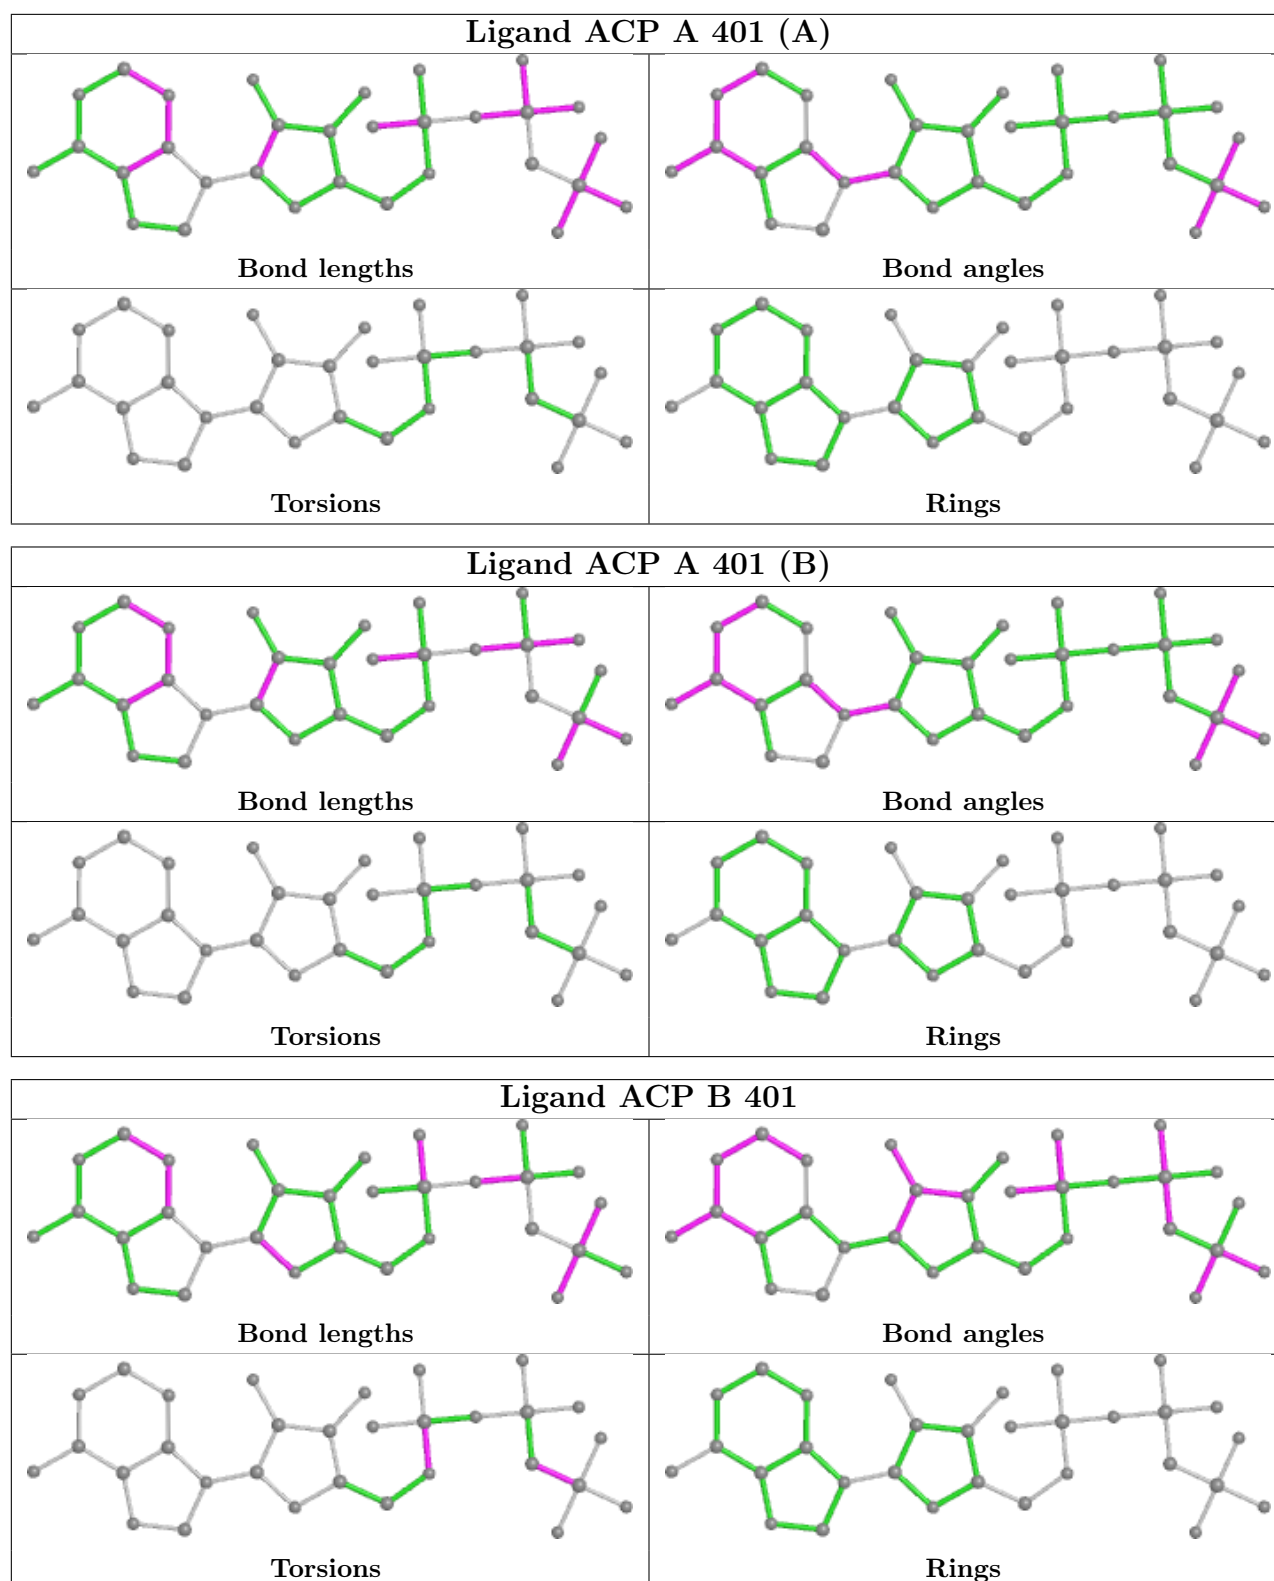 Ligand ACP A 401 (A)
Bond lengths
Bond angles
Torsions
Rings
Ligand ACP A 401 (B)
Bond lengths
Bond angles
Torsions
Rings
Ligand ACP B 401
Bond lengths
Bond angles
Torsions
Rings